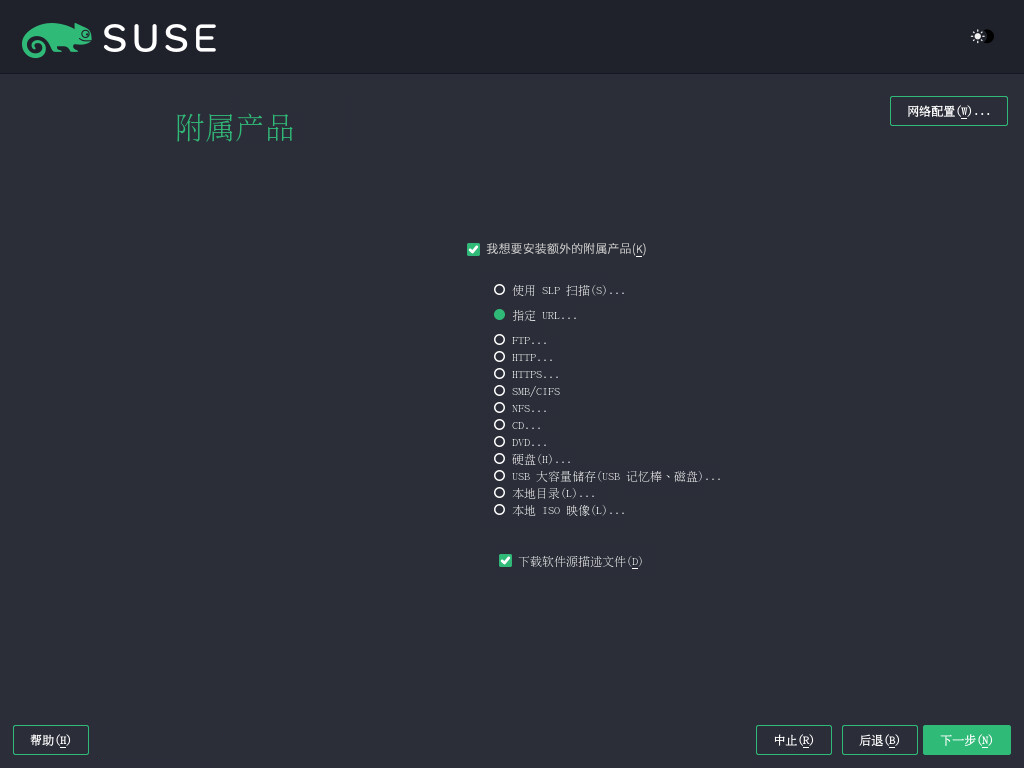 SUSE
网络配置(W)...
附属产品
我想要安装额外的附属产品(K)
使用 SLP 扫描(S)...
指定 URL...
FTP...
HTTP...
HTTPS...
SMB/CIFS
NFS...
CD...
DVD...
硬盘(H)...
USB 大容量储存(USB 记忆棒、磁盘)...
本地目录(L)...
本地 ISO 映像(L)...
下载软件源描述文件(D)
帮助(H)
中止(R)
后退(B)
下一步(N)